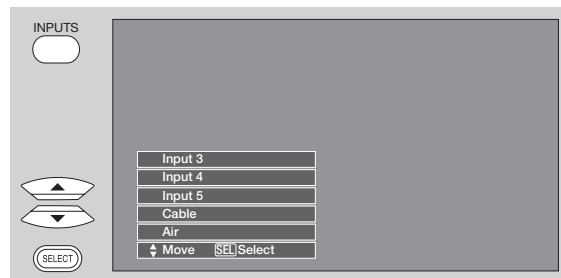 INPUTS
Input 3
Input 4
Input 5
Cable
Air
Move SEL Select
SELECT